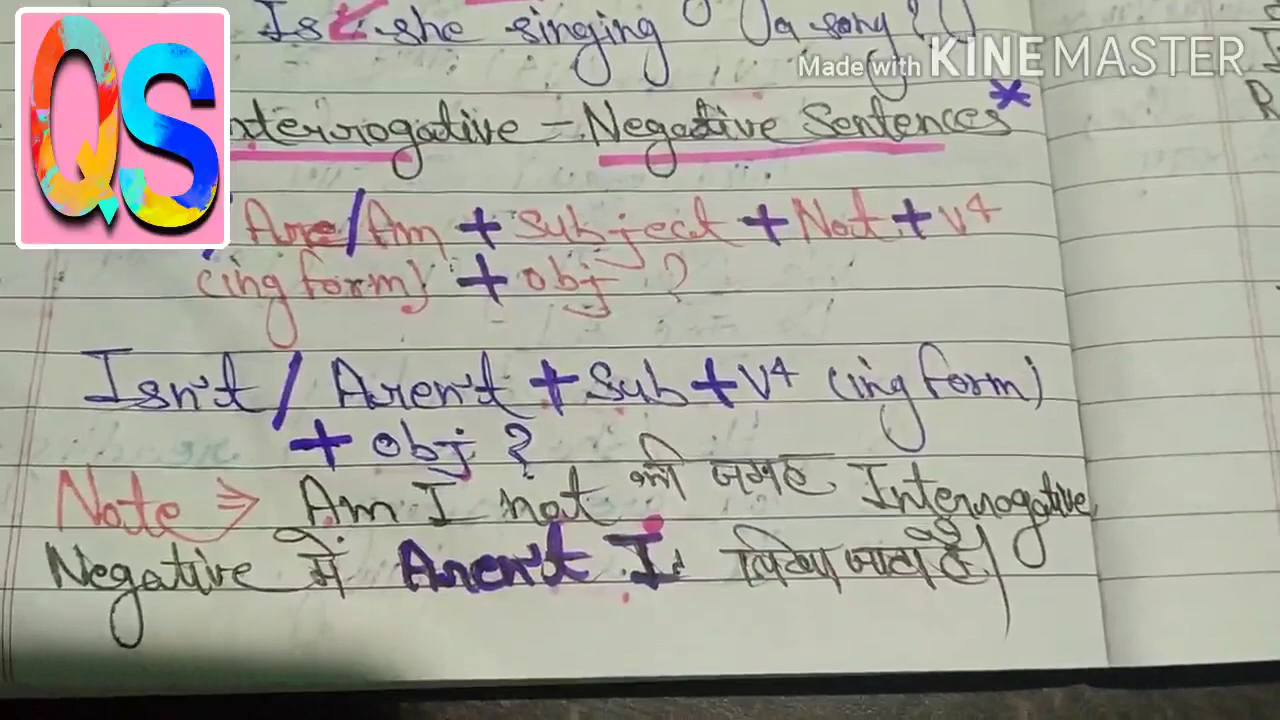 Is she singing a song?
Made with KINEMASTER
QS
nterrogative - Negative Sentences*
Are/Am + Subject + Not + V4
(ing form) + obj ?
Isn't / Aren't + Sub + V4 (ing form)
+ obj ?
Note ⇒ Am I not की जगह Interrogative
Negative में Aren't I लिखा जाता है।
R